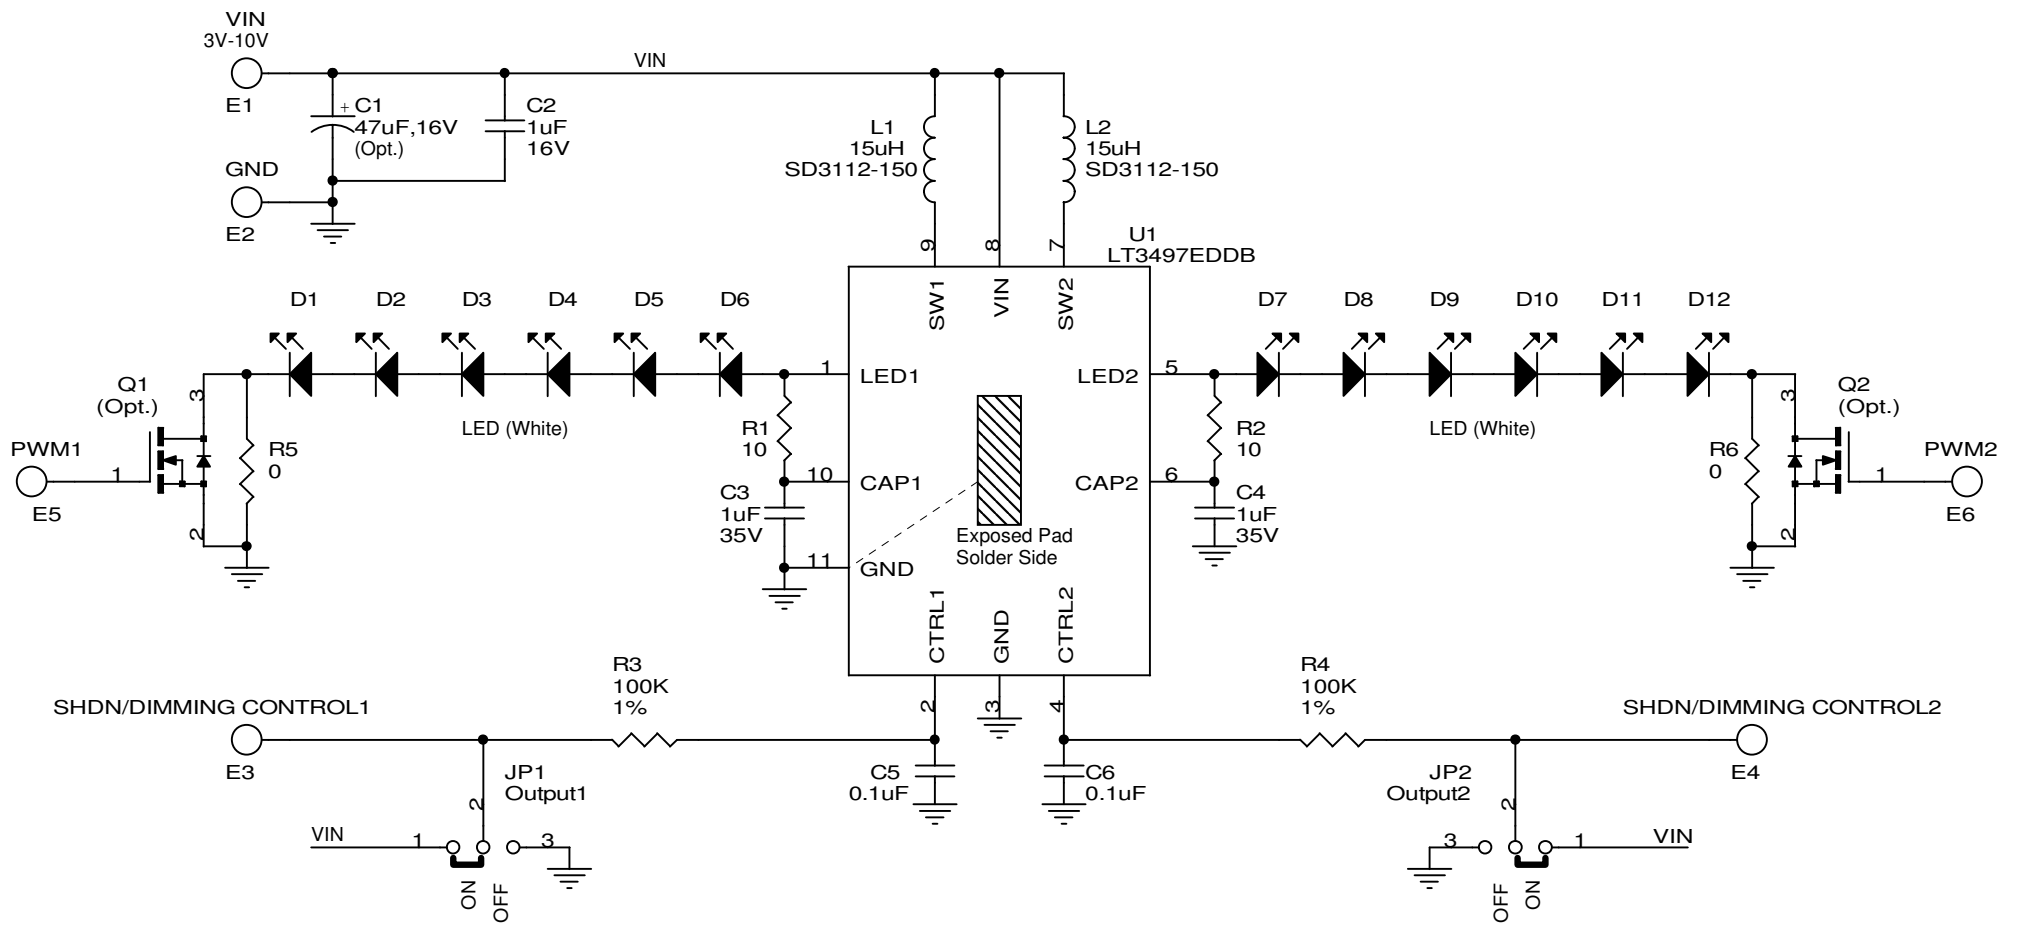 VIN
3V-10V
E1
+
C1
47uF,16V
(Opt.)
C2
1uF
16V
VIN
GND
E2
L1
15uH
SD3112-150
L2
15uH
SD3112-150
9
8
7
U1
LT3497EDDB
SW1
VIN
SW2
D1
D2
D3
D4
D5
D6
D7
D8
D9
D10
D11
D12
1
LED1
LED2
5
Q1
(Opt.)
3
LED (White)
R1
10
R2
10
LED (White)
3
Q2
(Opt.)
PWM1
1
E5
R5
0
2
10
CAP1
C3
1uF
35V
11
GND
CAP2
6
C4
1uF
35V
Exposed Pad
Solder Side
R6
0
2
1
PWM2
E6
CTRL1
GND
CTRL2
2
3
4
SHDN/DIMMING CONTROL1
E3
R3
100K
1%
R4
100K
1%
SHDN/DIMMING CONTROL2
E4
C5
0.1uF
C6
0.1uF
JP1
Output1
2
VIN
1
3
ON
OFF
JP2
Output2
2
3
1
VIN
OFF
ON